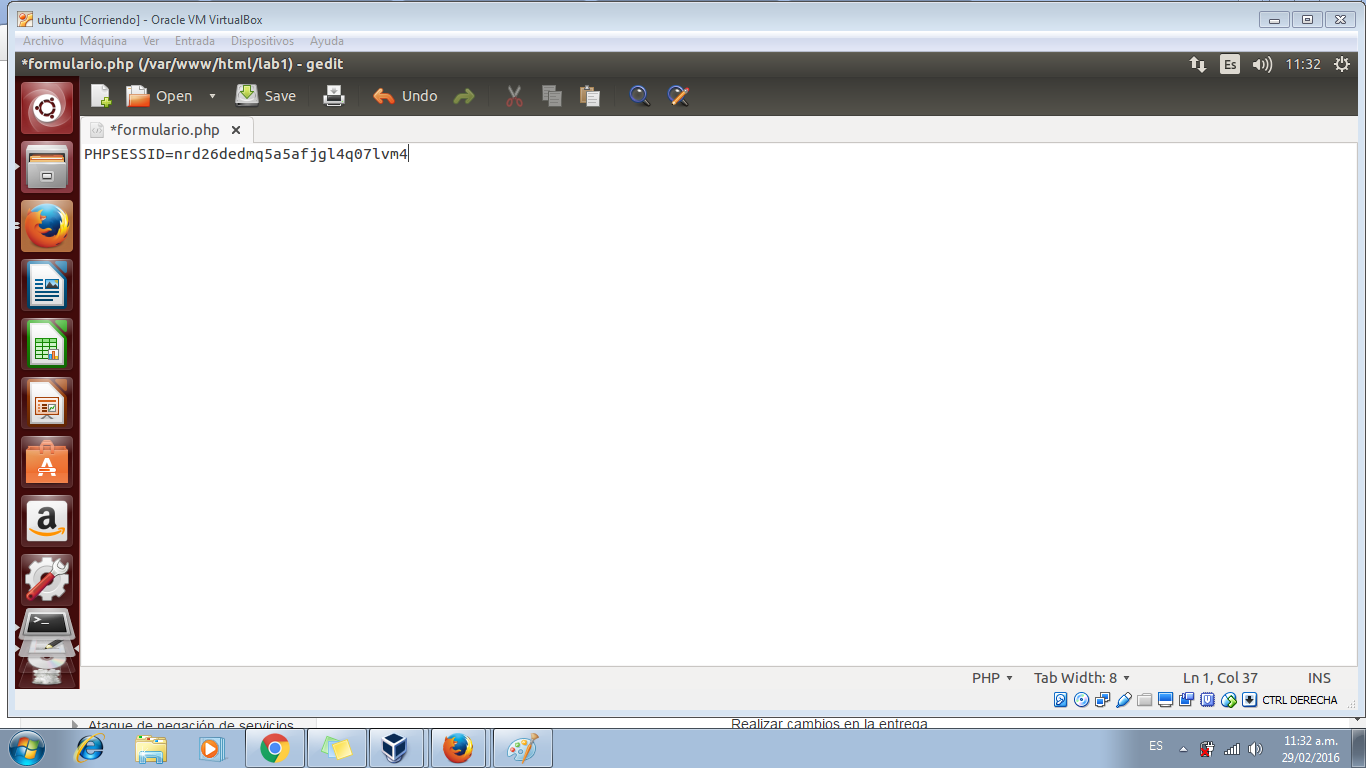 ubuntu [Corriendo] - Oracle VM VirtualBox
Archivo Máquina Ver Entrada Dispositivos Ayuda
*formulario.php (/var/www/html/lab1) - gedit
Es 11:32
Open Save Undo
*formulario.php
PHPSESSID=nrd26dedmq5a5afjgl4q07lvm4
PHP Tab Width: 8 Ln 1, Col 37 INS
CTRL DERECHA
Ataque de negación de servicios
Realizar cambios en la entrega
ES 11:32 a.m.
29/02/2016